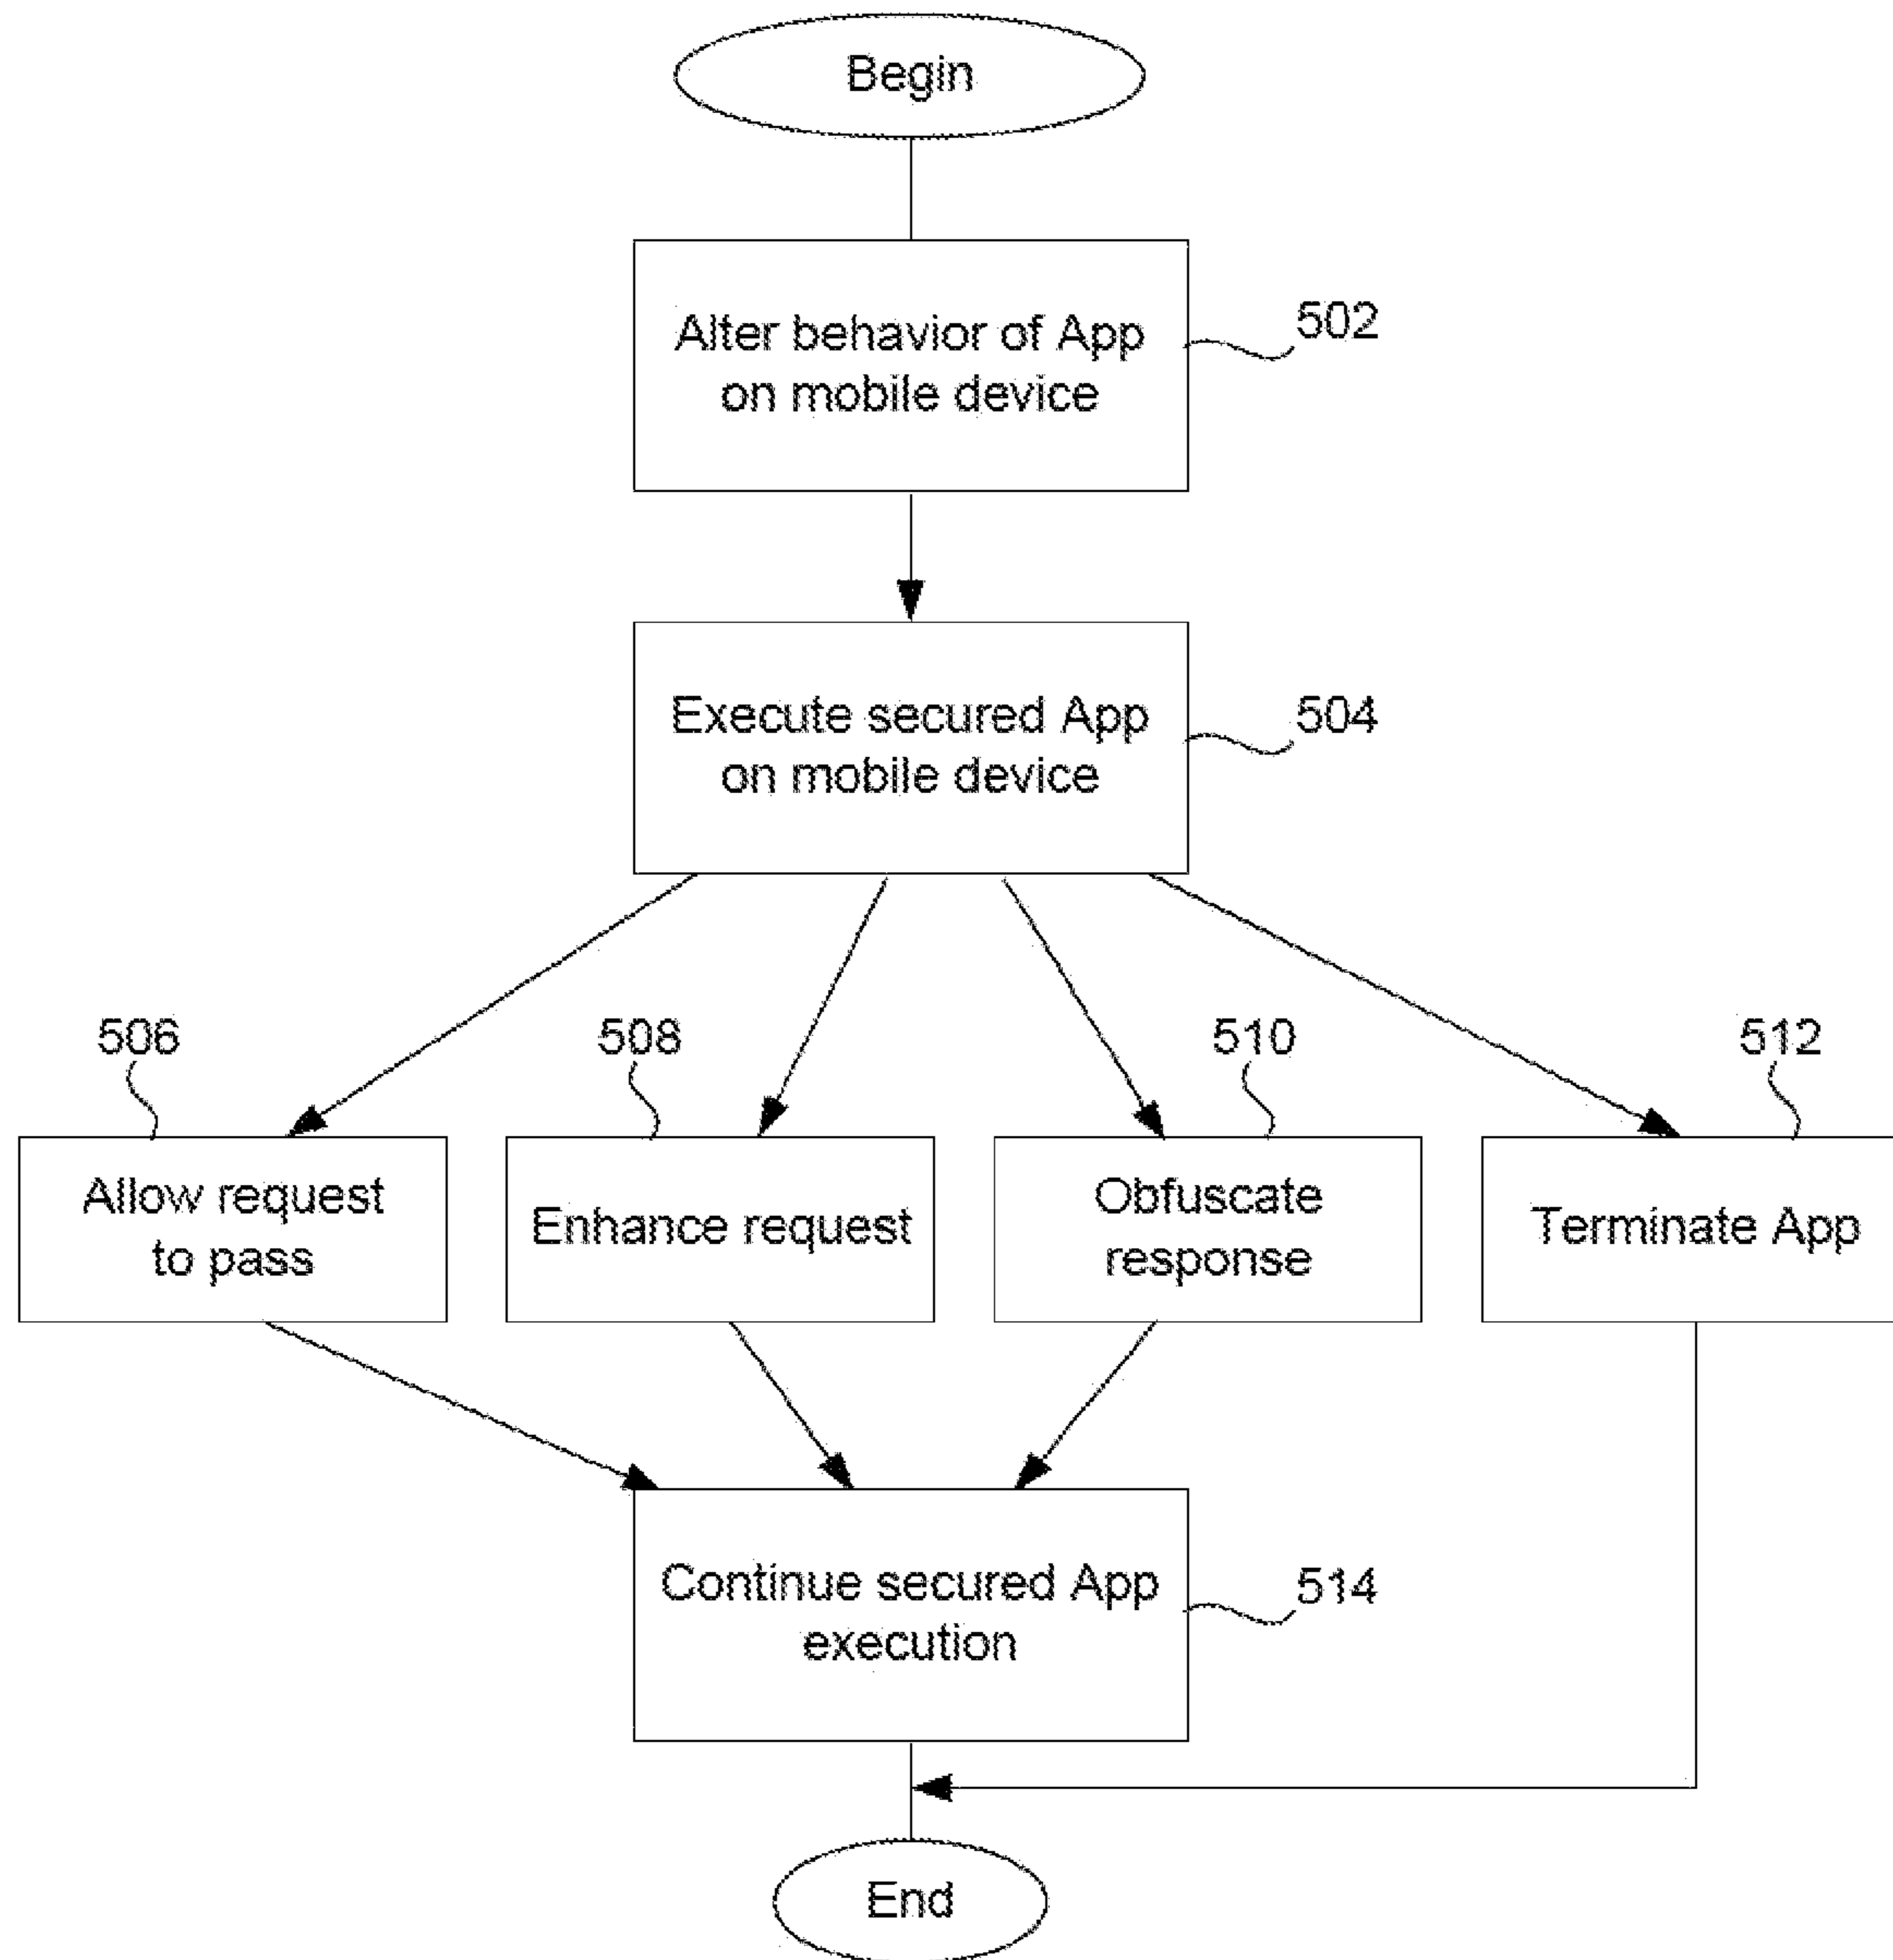 Begin
Alter behavior of App
on mobile device
502
Execute secured App
on mobile device
504
506
508
510
512
Allow request
to pass
Enhance request
Obfuscate
response
Terminate App
Continue secured App
execution
514
End